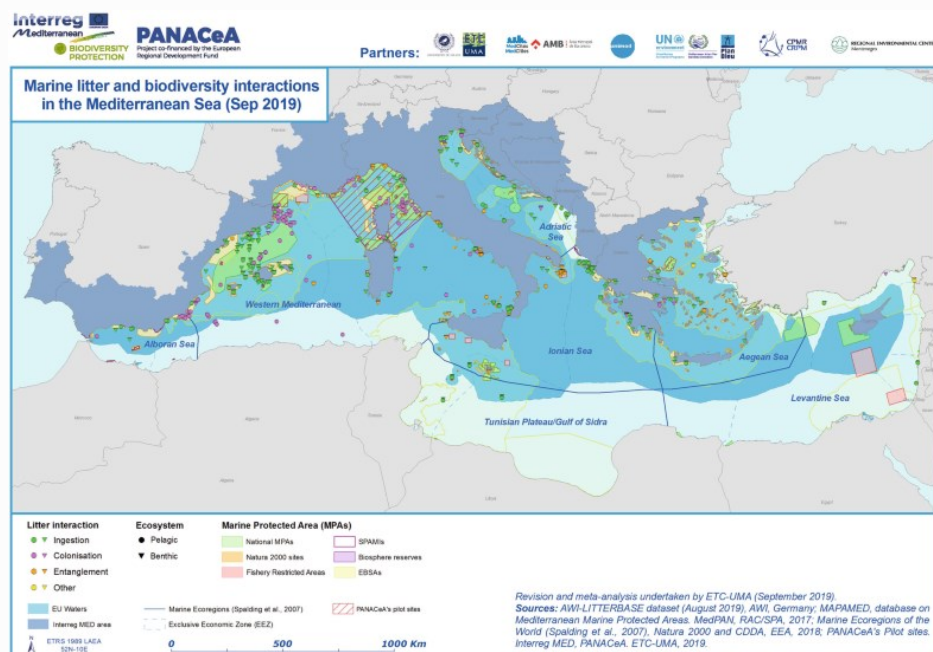 Interreg
Mediterranean
BIODIVERSITY
PROTECTION
PANACeA
Project co-financed by the European
Regional Development Fund
Partners:
UMA
AMB
UN
environment
Plan
Bleu
CPMR
CRPM
REGIONAL ENVIRONMENTAL CENTER
Montenegro
Marine litter and biodiversity interactions
in the Mediterranean Sea (Sep 2019)
Adriatic
Sea
Western Mediterranean
Alboran Sea
Ionian Sea
Aegean Sea
Levantine Sea
Tunisian Plateau/Gulf of Sidra
Portugal
Spain
Algeria
Libya
Egypt
Turkey
Litter interaction
Ingestion
Colonisation
Entanglement
Other
Ecosystem
Pelagic
Benthic
Marine Protected Area (MPAs)
National MPAs
Natura 2000 sites
Fishery Restricted Areas
SPAMIs
Biosphere reserves
EBSAs
EU Waters
Interreg MED area
Marine Ecoregions (Spalding et al., 2007)
Exclusive Economic Zone (EEZ)
PANACeA's pilot sites
N
ETRS 1989 LAEA
52N-10E
0 500 1000 Km
Revision and meta-analysis undertaken by ETC-UMA (September 2019).
Sources: AWI-LITTERBASE dataset (August 2019), AWI, Germany; MAPAMED, database on
Mediterranean Marine Protected Areas. MedPAN, RAC/SPA, 2017; Marine Ecoregions of the
World (Spalding et al., 2007), Natura 2000 and CDDA, EEA, 2018; PANACeA's Pilot sites.
Interreg MED, PANACeA. ETC-UMA, 2019.